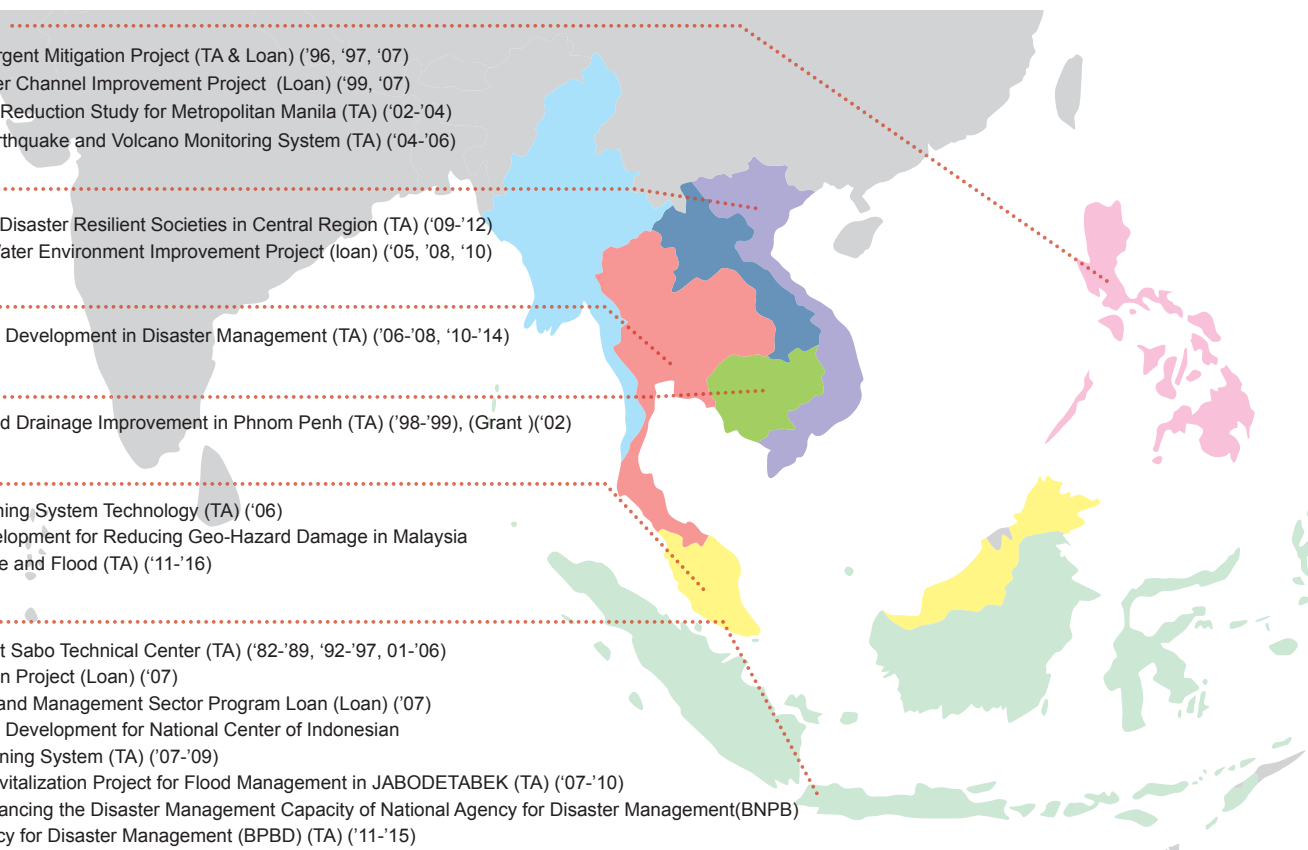 rgent Mitigation Project (TA & Loan) (’96, ‘97, ‘07)
er Channel Improvement Project (Loan) (‘99, ‘07)
Reduction Study for Metropolitan Manila (TA) (‘02-’04)
rthquake and Volcano Monitoring System (TA) (‘04-’06)
Disaster Resilient Societies in Central Region (TA) (‘09-’12)
Water Environment Improvement Project (loan) (‘05, ’08, ‘10)
Development in Disaster Management (TA) (’06-’08, ‘10-’14)
d Drainage Improvement in Phnom Penh (TA) (’98-’99), (Grant )(‘02)
ning System Technology (TA) (‘06)
elopment for Reducing Geo-Hazard Damage in Malaysia
e and Flood (TA) (‘11-’16)
t Sabo Technical Center (TA) (‘82-’89, ‘92-’97, 01-’06)
n Project (Loan) (‘07)
and Management Sector Program Loan (Loan) (’07)
Development for National Center of Indonesian
ning System (TA) (’07-’09)
vitalization Project for Flood Management in JABODETABEK (TA) (‘07-’10)
ancing the Disaster Management Capacity of National Agency for Disaster Management(BNPB)
cy for Disaster Management (BPBD) (TA) (’11-’15)